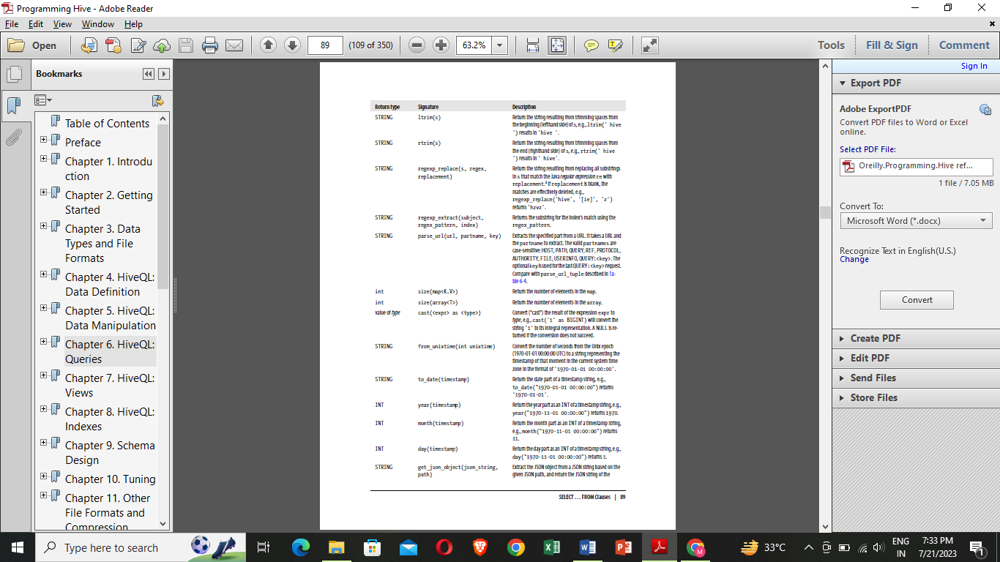 Programming Hive - Adobe Reader
File Edit View Window Help
Open
89
(109 of 350)
63.2%
Tools
Fill & Sign
Comment
Bookmarks
Table of Contents
Preface
Chapter 1. Introdu
ction
Chapter 2. Getting
Started
Chapter 3. Data
Types and File
Formats
Chapter 4. HiveQL:
Data Definition
Chapter 5. HiveQL:
Data Manipulation
Chapter 6. HiveQL:
Queries
Chapter 7. HiveQL:
Views
Chapter 8. HiveQL:
Indexes
Chapter 9. Schema
Design
Chapter 10. Tuning
Chapter 11. Other
File Formats and
Compression
Return type Signature Description
STRING ltrim(s) Return the string resulting from trimming spaces from
the beginning (lefthand side) of s, e.g., ltrim(' hive
') results in 'hive '.
STRING rtrim(s) Return the string resulting from trimming spaces from
the end (righthand side) of s, e.g., rtrim(' hive
') results in ' hive'.
STRING regexp_replace(s, regex, Return the string resulting from replacing all substrings
replacement) in s that match the Java regular expression re with
replacement.² If replacement is blank, the
matches are effectively deleted, e.g.,
regexp_replace('hive', '[ie]', 'z')
returns 'hzvz'.
STRING regexp_extract(subject, Returns the substring for the index's match using the
regex_pattern, index) regex_pattern.
STRING parse_url(url, partname, key) Extracts the specified part from a URL. It takes a URL and
the partname to extract. The valid partnames are
case-sensitive: HOST, PATH, QUERY, REF, PROTOCOL,
AUTHORITY, FILE, USERINFO, QUERY:<key>. The
optional key is used for the last QUERY:<key> request.
Compare with parse_url_tuple described in Ta-
ble 6-4.
int size(map<K.V>) Return the number of elements in the map.
int size(array<T>) Return the number of elements in the array.
value of type cast(<expr> as <type>) Convert ("cast") the result of the expression expr to
type, e.g., cast('1' as BIGINT) will convert the
string '1' to its integral representation. A NULL is re-
turned if the conversion does not succeed.
STRING from_unixtime(int unixtime) Convert the number of seconds from the Unix epoch
(1970-01-01 00:00:00 UTC) to a string representing the
timestamp of that moment in the current system time
zone in the format of '1970-01-01 00:00:00'.
STRING to_date(timestamp) Return the date part of a timestamp string, e.g.,
to_date("1970-01-01 00:00:00") returns
'1970-01-01'.
INT year(timestamp) Return the year part as an INT of a timestamp string, e.g.,
year("1970-11-01 00:00:00") returns 1970.
INT month(timestamp) Return the month part as an INT of a timestamp string,
e.g., month("1970-11-01 00:00:00") returns
11.
INT day(timestamp) Return the day part as an INT of a timestamp string, e.g.,
day("1970-11-01 00:00:00") returns 1.
STRING get_json_object(json_string, Extract the JSON object from a JSON string based on the
path) given JSON path, and return the JSON string of the
SELECT … FROM Clauses | 89
Sign In
Export PDF
Adobe ExportPDF
Convert PDF files to Word or Excel
online.
Select PDF File:
Oreilly.Programming.Hive ref...
1 file / 7.05 MB
Convert To:
Microsoft Word (*.docx)
Recognize Text in English(U.S.)
Change
Convert
Create PDF
Edit PDF
Send Files
Store Files
Type here to search
33°C
ENG
IN
7:33 PM
7/21/2023
1